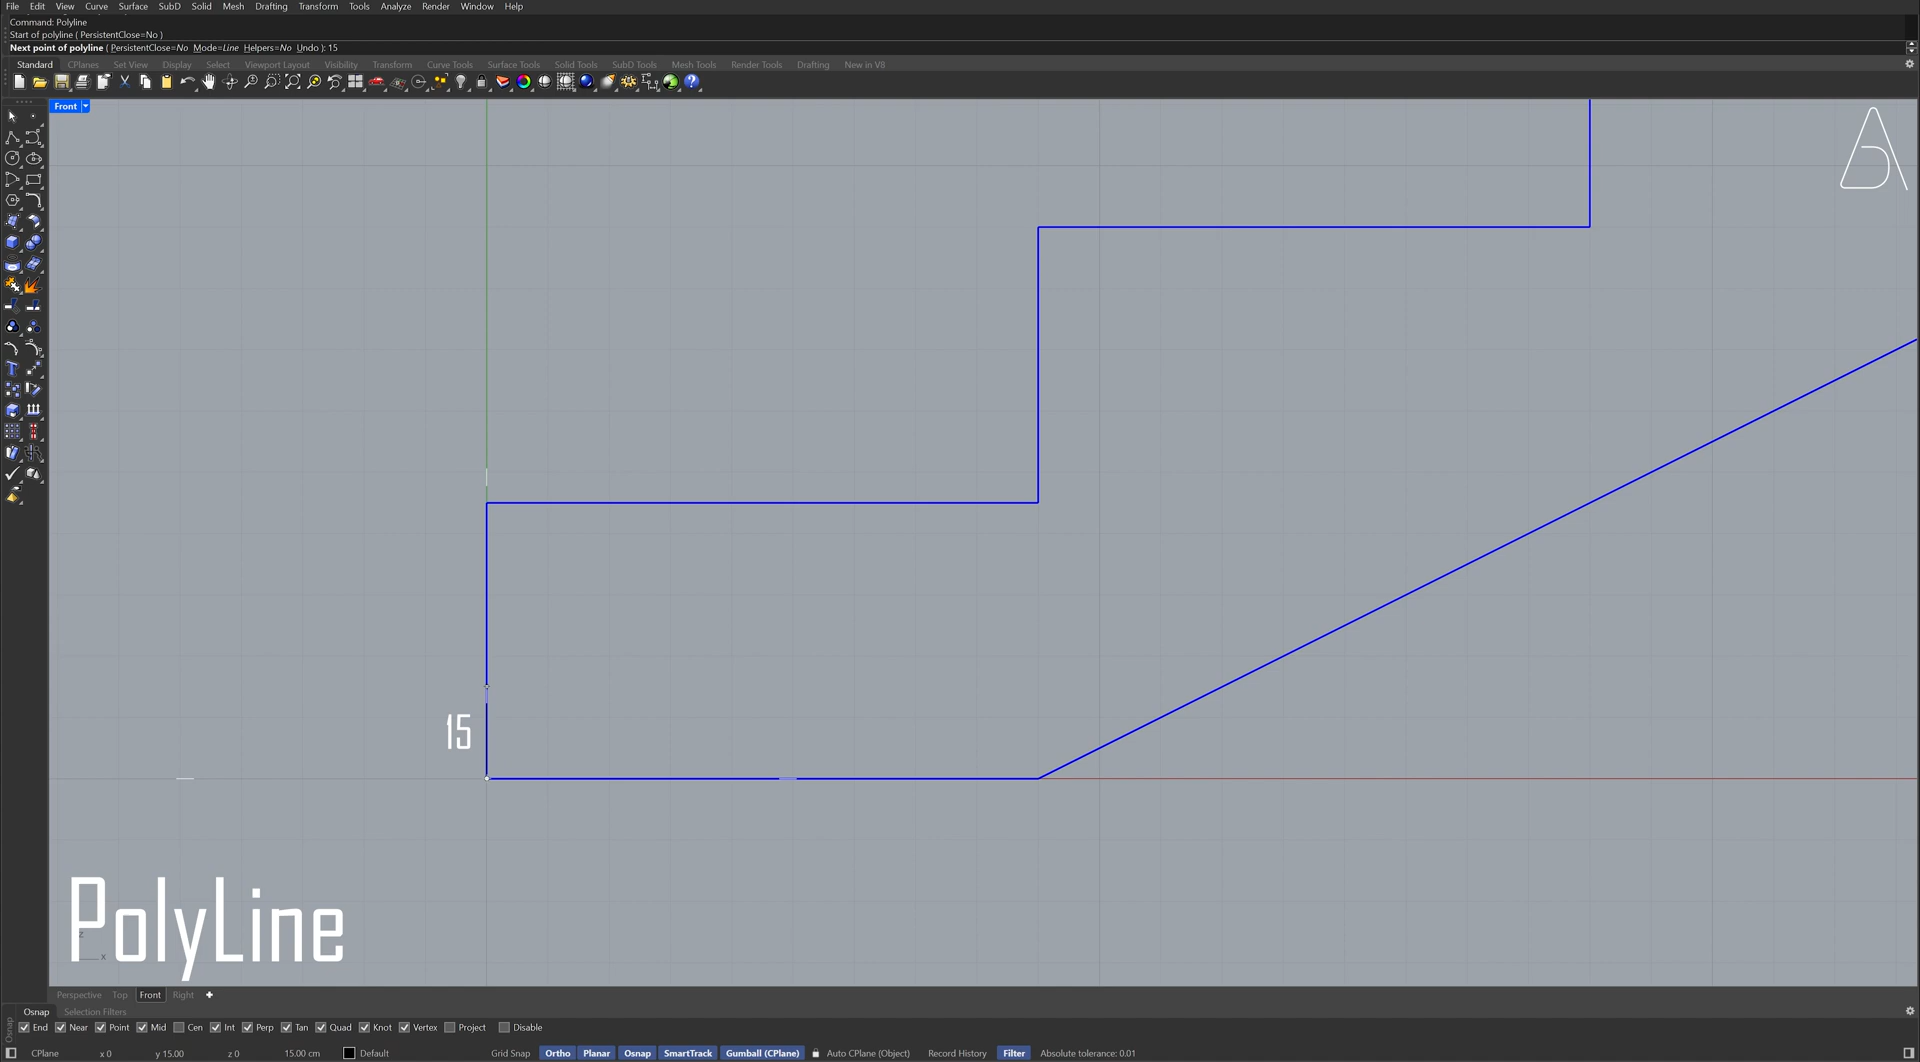 File Edit View Curve Surface SubD Solid Mesh Drafting Transform Tools Analyze Render Window Help
Command: Polyline
Start of polyline ( PersistentClose=No )
Next point of polyline ( PersistentClose=No Mode=Line Helpers=No Undo ): 15
Standard CPlanes Set View Display Select Viewport Layout Visibility Transform Curve Tools Surface Tools Solid Tools SubD Tools Mesh Tools Render Tools Drafting New in V8
Front
15
PolyLine
z
x
Perspective Top Front Right
Osnap Selection Filters
Osnap
End Near Point Mid Cen Int Perp Tan Quad Knot Vertex Project Disable
CPlane x 0 y 15.00 z 0 15.00 cm Default Grid Snap Ortho Planar Osnap SmartTrack Gumball (CPlane) Auto CPlane (Object) Record History Filter Absolute tolerance: 0.01